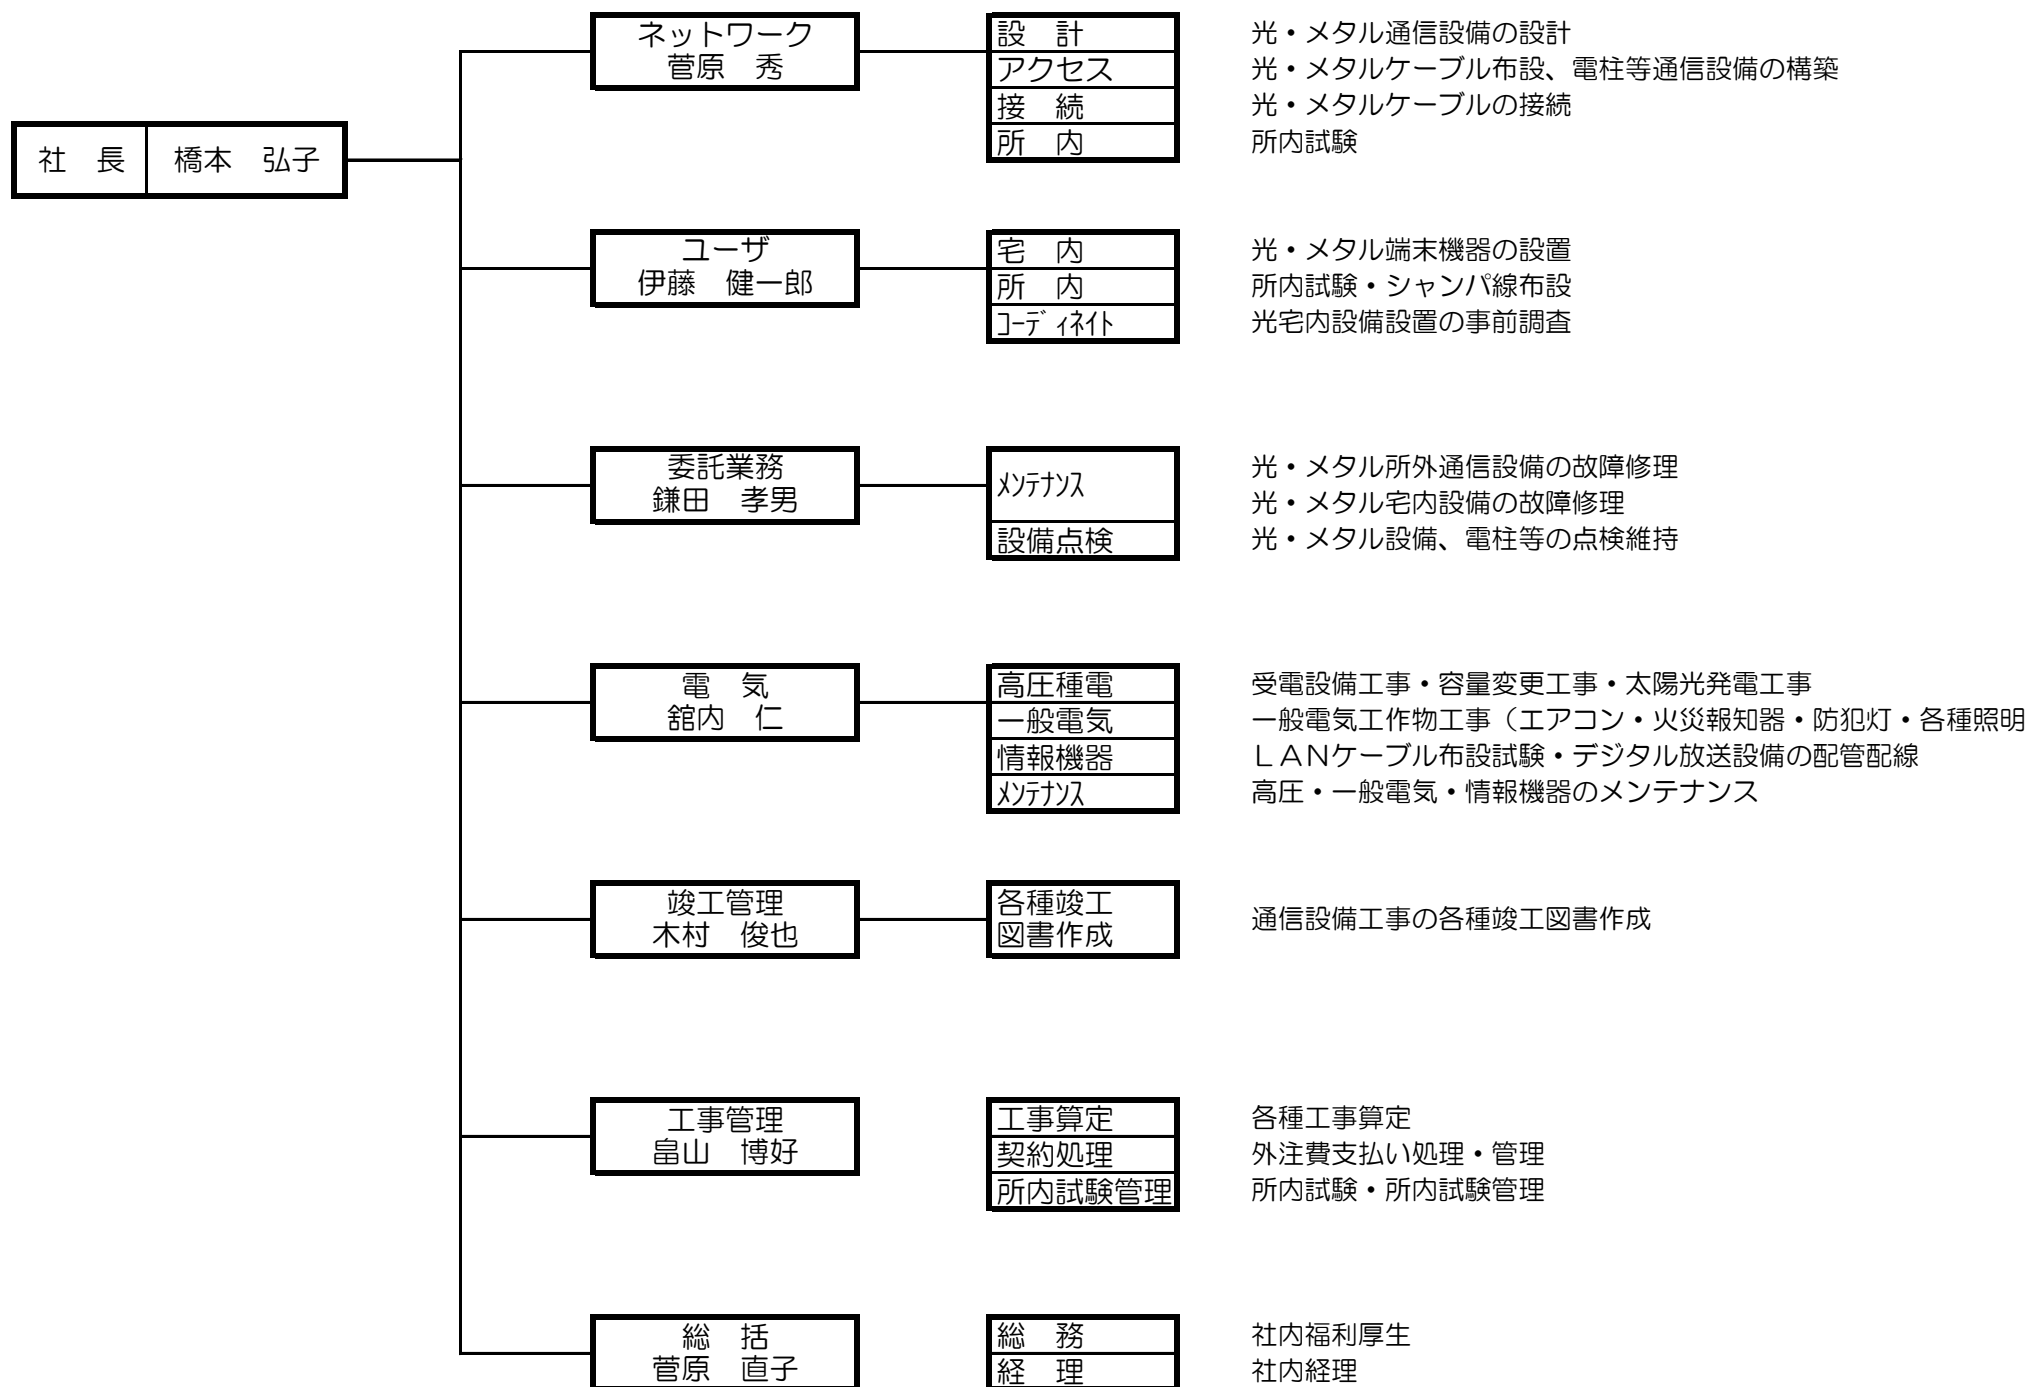 社　長　橋本　弘子
ネットワーク
菅原　秀
設　計　光・メタル通信設備の設計
アクセス　光・メタルケーブル布設、電柱等通信設備の構築
接　続　光・メタルケーブルの接続
所　内　所内試験
ユーザ
伊藤　健一郎
宅　内　光・メタル端末機器の設置
所　内　所内試験・シャンパ線布設
ｺｰﾃﾞｨﾈｲﾄ　光宅内設備設置の事前調査
委託業務
鎌田　孝男
ﾒﾝﾃﾅﾝｽ　光・メタル所外通信設備の故障修理
光・メタル宅内設備の故障修理
設備点検　光・メタル設備、電柱等の点検維持
電　気
舘内　仁
高圧種電　受電設備工事・容量変更工事・太陽光発電工事
一般電気　一般電気工作物工事（エアコン・火災報知器・防犯灯・各種照明
情報機器　ＬＡＮケーブル布設試験・デジタル放送設備の配管配線
ﾒﾝﾃﾅﾝｽ　高圧・一般電気・情報機器のメンテナンス
竣工管理
木村　俊也
各種竣工
図書作成
通信設備工事の各種竣工図書作成
工事管理
畠山　博好
工事算定　各種工事算定
契約処理　外注費支払い処理・管理
所内試験管理　所内試験・所内試験管理
総　括
菅原　直子
総　務　社内福利厚生
経　理　社内経理